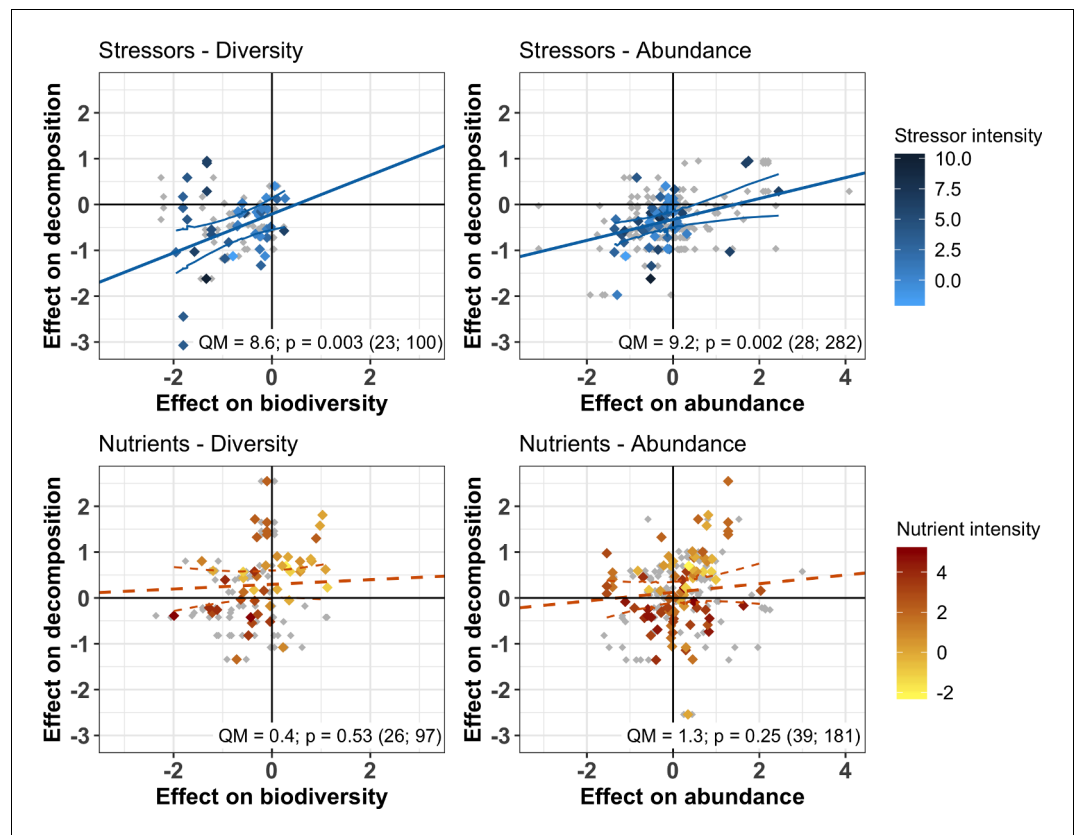 Stressors - Diversity
Effect on decomposition
2
1
0
-1
-2
-3
QM = 8.6; p = 0.003 (23; 100)
-2 0 2
Effect on biodiversity
Stressors - Abundance
Effect on decomposition
2
1
0
-1
-2
-3
QM = 9.2; p = 0.002 (28; 282)
-2 0 2 4
Effect on abundance
Stressor intensity
10.0
7.5
5.0
2.5
0.0
Nutrients - Diversity
Effect on decomposition
2
1
0
-1
-2
-3
QM = 0.4; p = 0.53 (26; 97)
-2 0 2
Effect on biodiversity
Nutrients - Abundance
Effect on decomposition
2
1
0
-1
-2
-3
QM = 1.3; p = 0.25 (39; 181)
-2 0 2 4
Effect on abundance
Nutrient intensity
4
2
0
-2